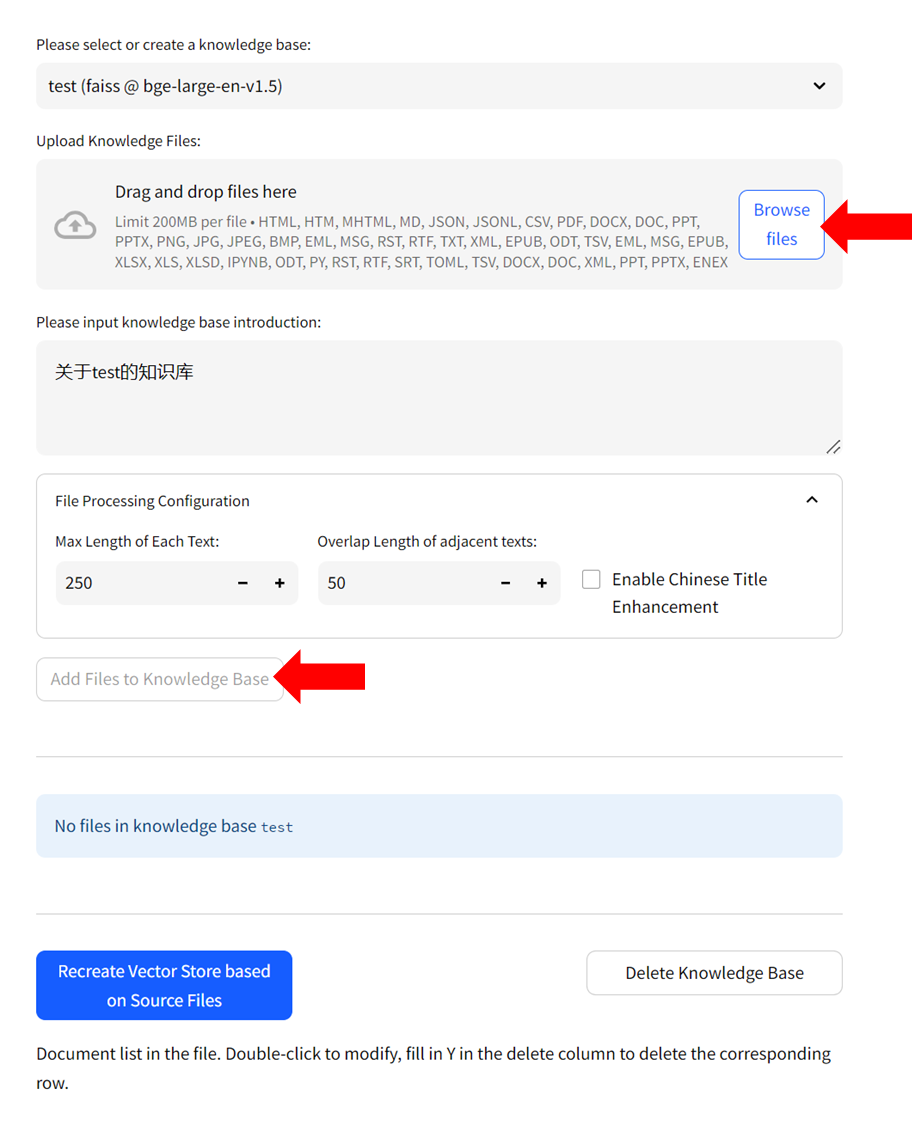 Please select or create a knowledge base:
test (faiss @ bge-large-en-v1.5)
Upload Knowledge Files:
Drag and drop files here
Limit 200MB per file • HTML, HTM, MHTML, MD, JSON, JSONL, CSV, PDF, DOCX, DOC, PPT,
PPTX, PNG, JPG, JPEG, BMP, EML, MSG, RST, RTF, TXT, XML, EPUB, ODT, TSV, EML, MSG, EPUB,
XLSX, XLS, XLSD, IPYNB, ODT, PY, RST, RTF, SRT, TOML, TSV, DOCX, DOC, XML, PPT, PPTX, ENEX
Browse
files
Please input knowledge base introduction:
关于test的知识库
File Processing Configuration
Max Length of Each Text:
Overlap Length of adjacent texts:
250 − +
50 − +
Enable Chinese Title
Enhancement
Add Files to Knowledge Base
No files in knowledge base test
Recreate Vector Store based
on Source Files
Delete Knowledge Base
Document list in the file. Double-click to modify, fill in Y in the delete column to delete the corresponding
row.